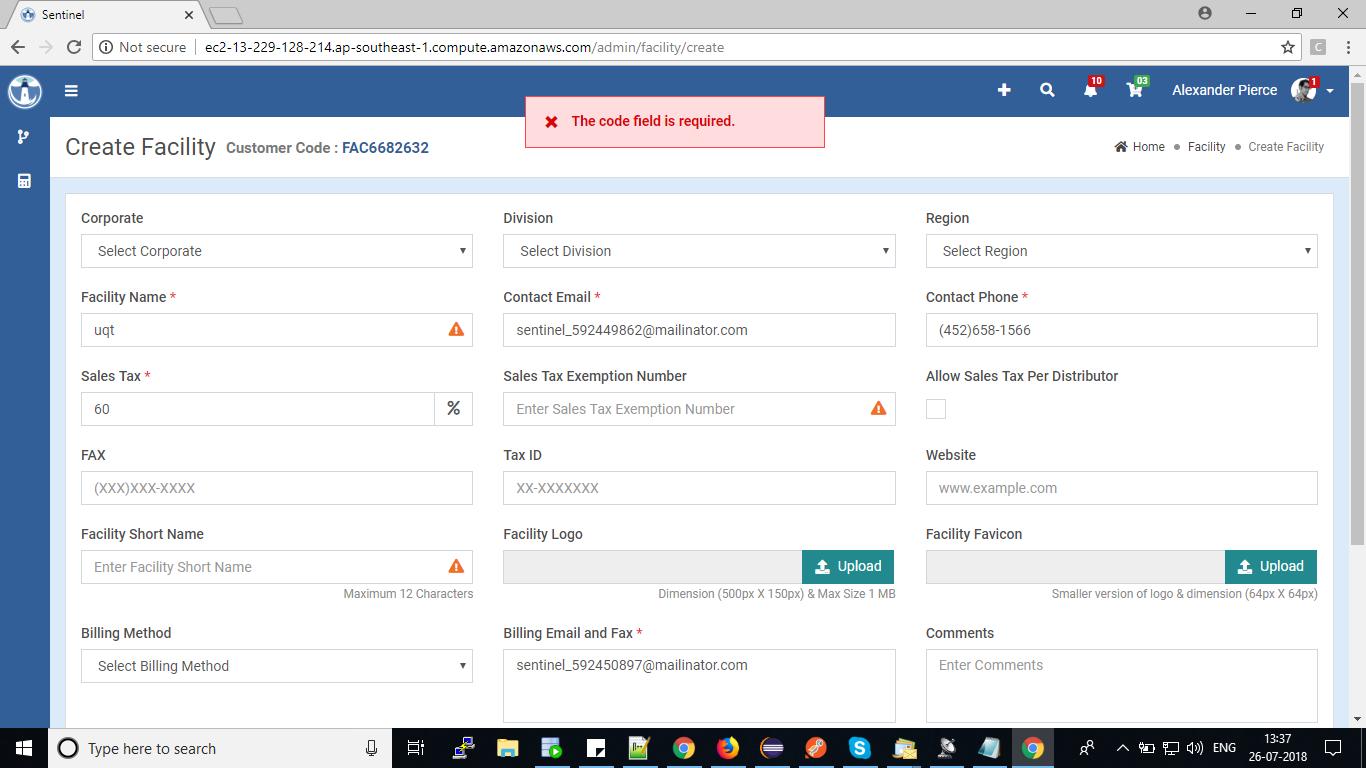 Sentinel
Not secure
ec2-13-229-128-214.ap-southeast-1.compute.amazonaws.com/admin/facility/create
C
10
03
Alexander Pierce
1
The code field is required.
Create Facility Customer Code : FAC6682632
Home Facility Create Facility
Corporate Division Region
Select Corporate Select Division Select Region
Facility Name * Contact Email * Contact Phone *
uqt sentinel_592449862@mailinator.com (452)658-1566
Sales Tax * Sales Tax Exemption Number Allow Sales Tax Per Distributor
60 % Enter Sales Tax Exemption Number
FAX Tax ID Website
(XXX)XXX-XXXX XX-XXXXXXX www.example.com
Facility Short Name Facility Logo Facility Favicon
Enter Facility Short Name Upload Upload
Maximum 12 Characters Dimension (500px X 150px) & Max Size 1 MB Smaller version of logo & dimension (64px X 64px)
Billing Method Billing Email and Fax * Comments
Select Billing Method sentinel_592450897@mailinator.com Enter Comments
Type here to search
ENG
13:37
26-07-2018